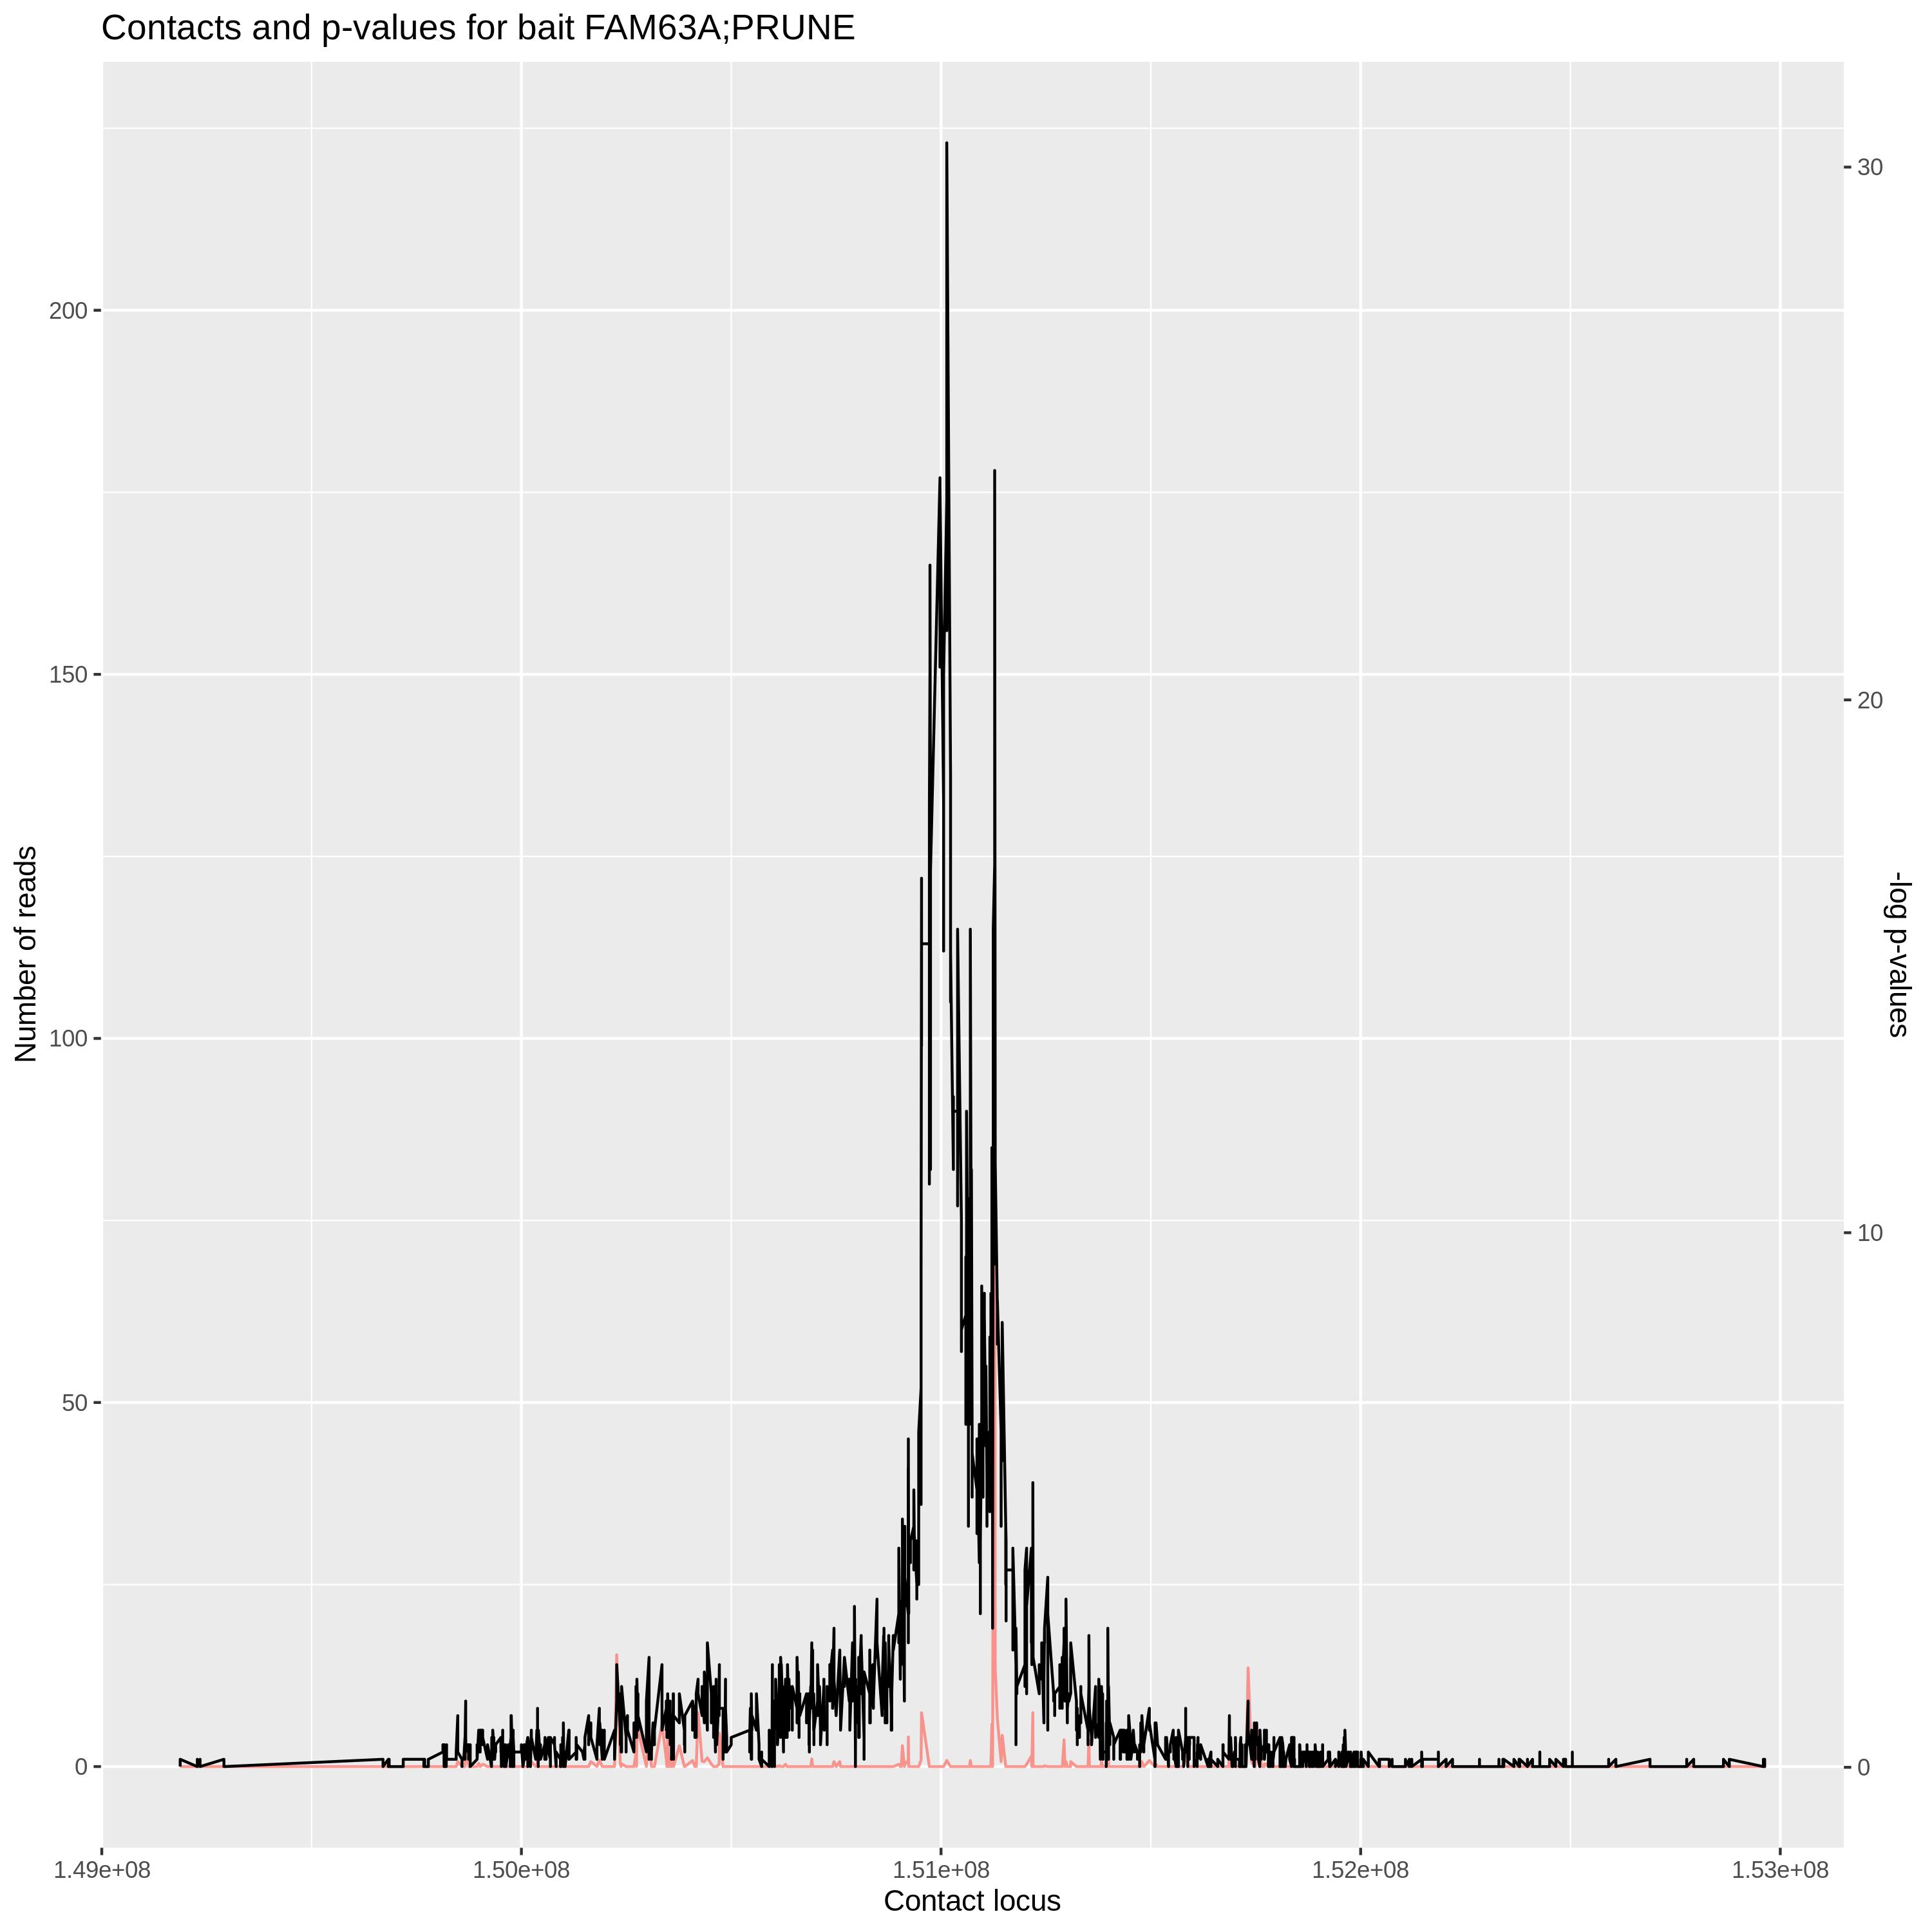 Contacts and p-values for bait FAM63A;PRUNE
200
150
100
50
0
Number of reads
30
20
10
0
-log p-values
1.49e+08
1.50e+08
1.51e+08
1.52e+08
1.53e+08
Contact locus